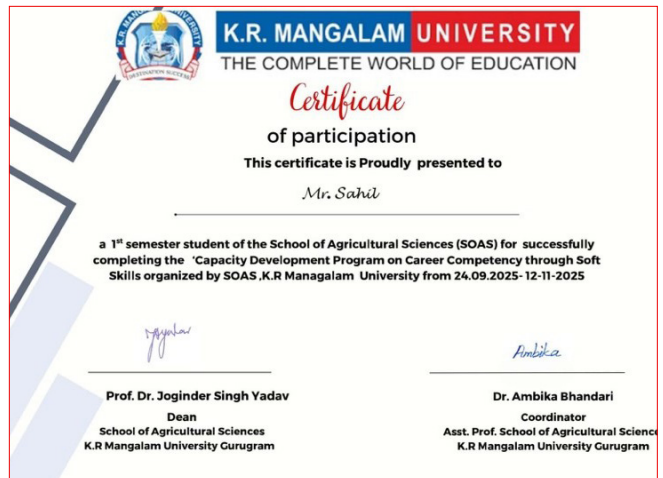 K.R. MANGALAM UNIVERSITY
THE COMPLETE WORLD OF EDUCATION
Certificate
of participation
This certificate is Proudly presented to
Mr. Sahil
a 1st semester student of the School of Agricultural Sciences (SOAS) for successfully
completing the 'Capacity Development Program on Career Competency through Soft
Skills organized by SOAS ,K.R Managalam University from 24.09.2025- 12-11-2025
Ambika
Prof. Dr. Joginder Singh Yadav
Dean
School of Agricultural Sciences
K.R Mangalam University Gurugram
Dr. Ambika Bhandari
Coordinator
Asst. Prof. School of Agricultural Science
K.R Mangalam University Gurugram